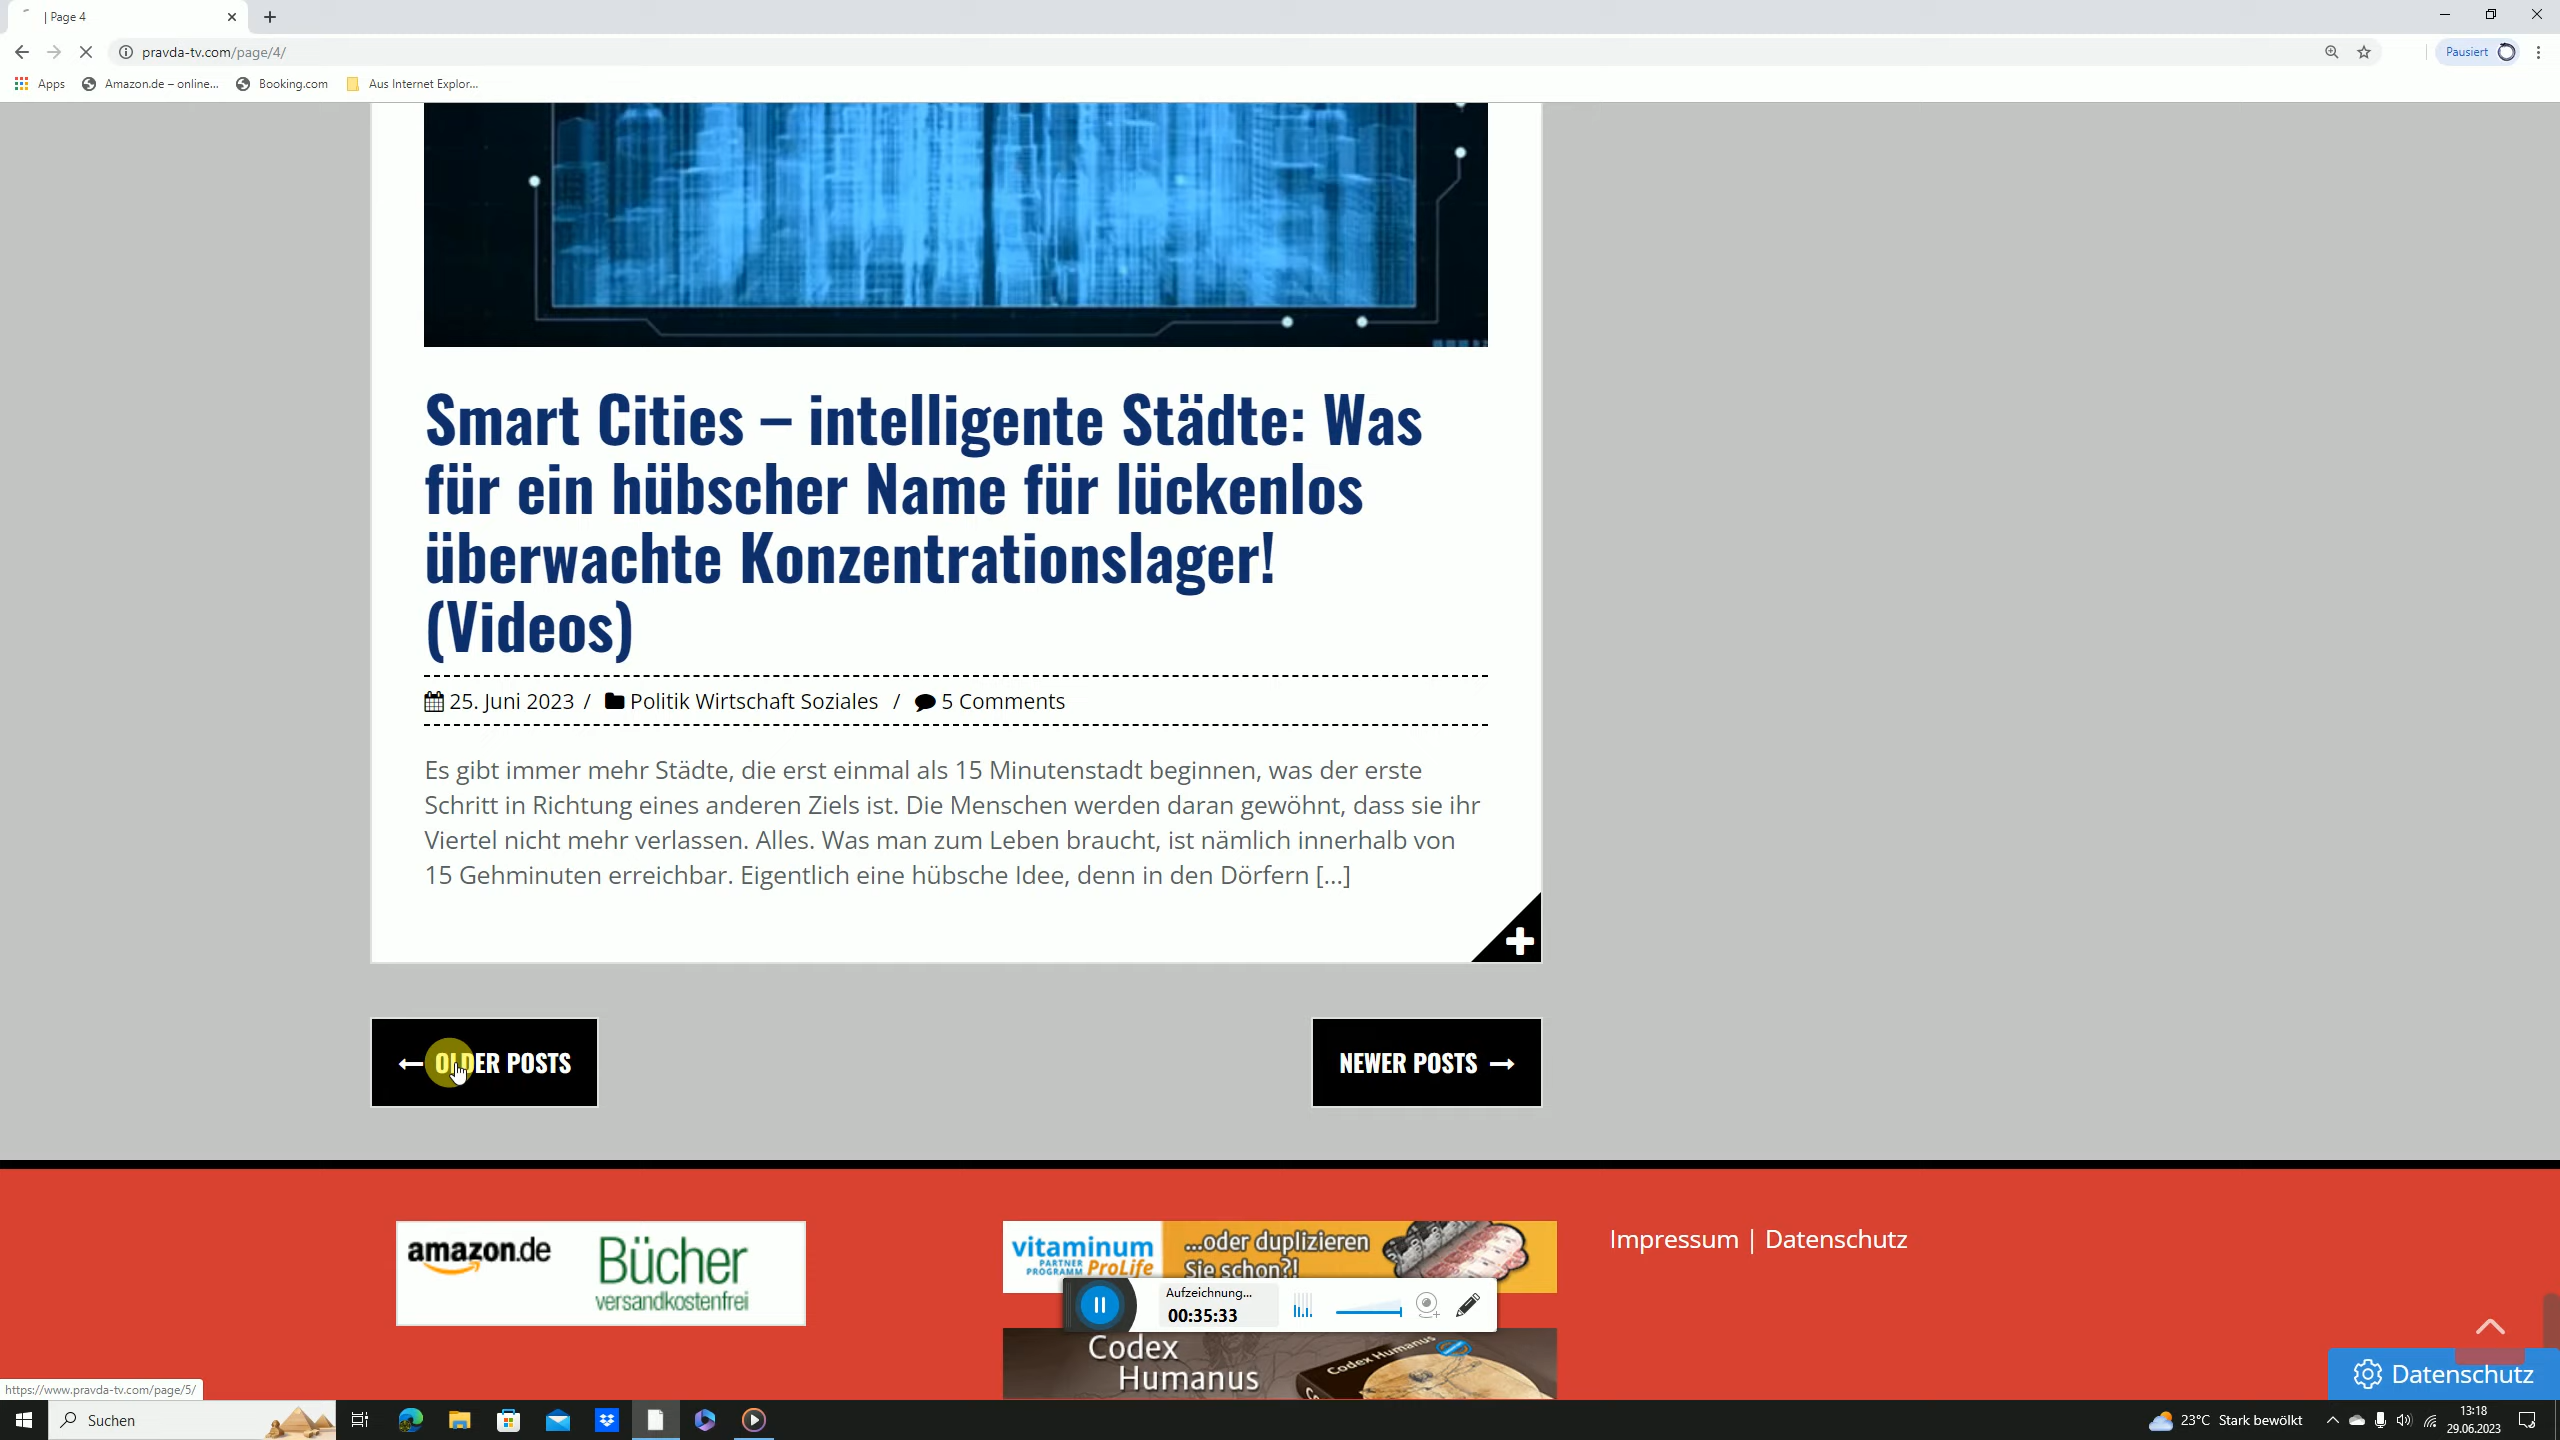 | Page 4
pravda-tv.com/page/4/
Pausiert
Apps
Amazon.de – online...
Booking.com
Aus Internet Explor...
Smart Cities – intelligente Städte: Was
für ein hübscher Name für lückenlos
überwachte Konzentrationslager!
(Videos)
25. Juni 2023 / Politik Wirtschaft Soziales / 5 Comments
Es gibt immer mehr Städte, die erst einmal als 15 Minutenstadt beginnen, was der erste
Schritt in Richtung eines anderen Ziels ist. Die Menschen werden daran gewöhnt, dass sie ihr
Viertel nicht mehr verlassen. Alles. Was man zum Leben braucht, ist nämlich innerhalb von
15 Gehminuten erreichbar. Eigentlich eine hübsche Idee, denn in den Dörfern [...]
← OLDER POSTS
NEWER POSTS →
amazon.de
Bücher
versandkostenfrei
vitaminum
PARTNER
PROGRAMM ProLife
...oder duplizieren
Sie schon?!
Impressum | Datenschutz
Aufzeichnung...
00:35:33
Codex
Humanus
Codex Humanus
Datenschutz
https://www.pravda-tv.com/page/5/
Suchen
23°C Stark bewölkt
13:18
29.06.2023